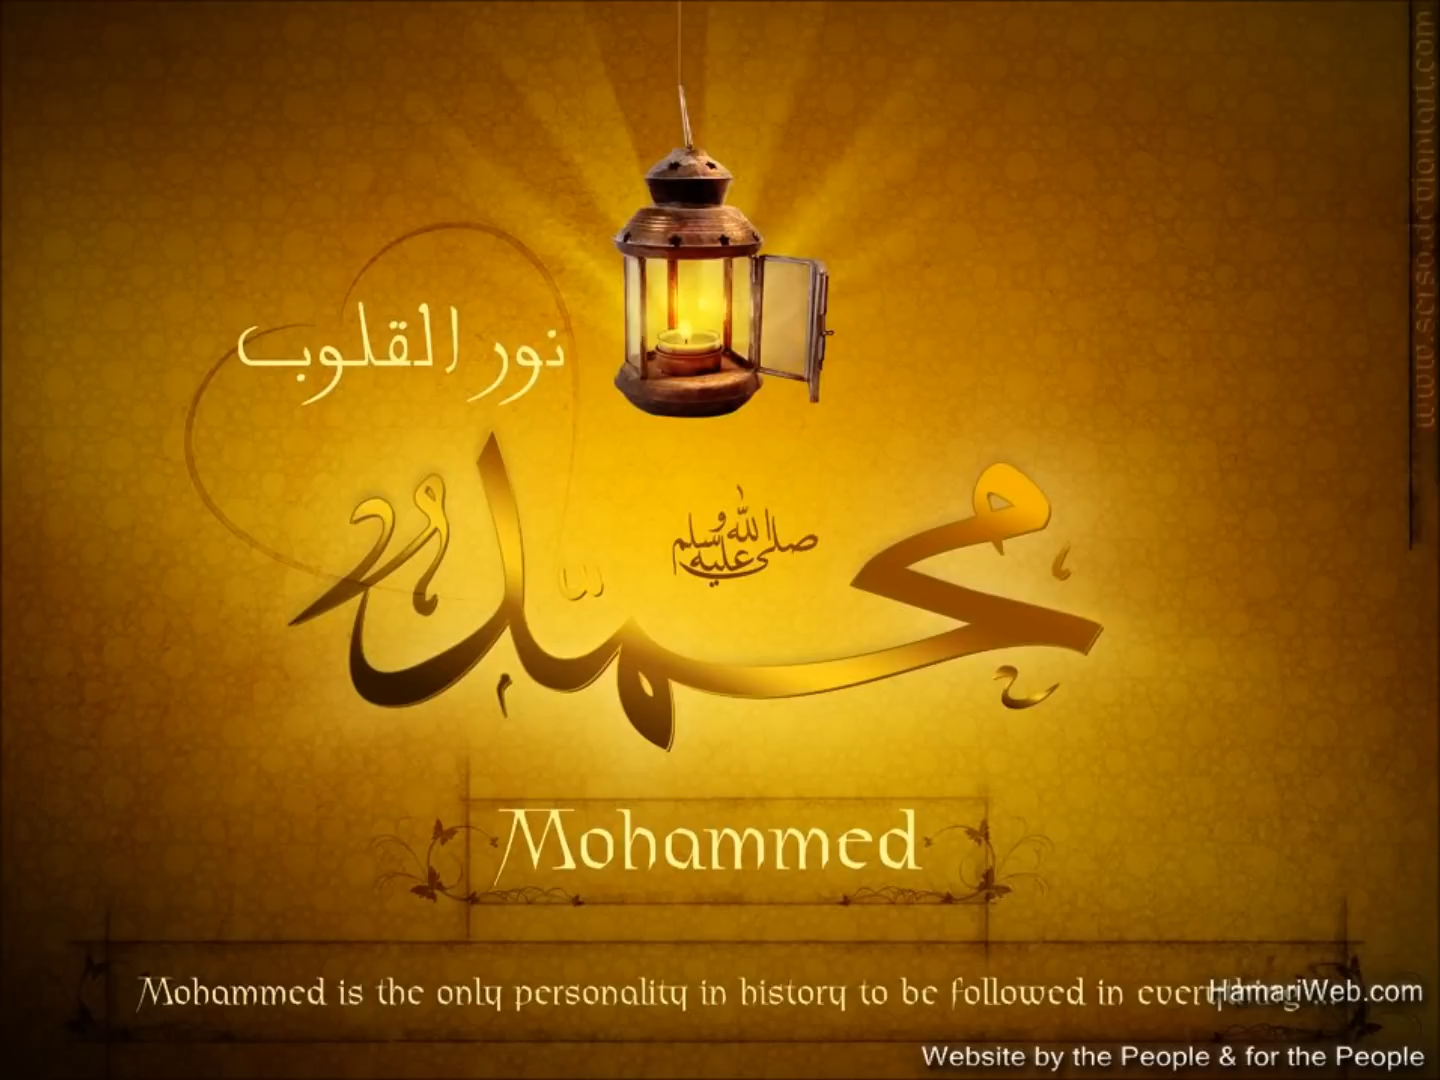 نور القلوب
محمد
صلى الله عليه وسلم
Mohammed
Mohammed is the only personality in history to be followed in everything ...
HamariWeb.com
Website by the People & for the People